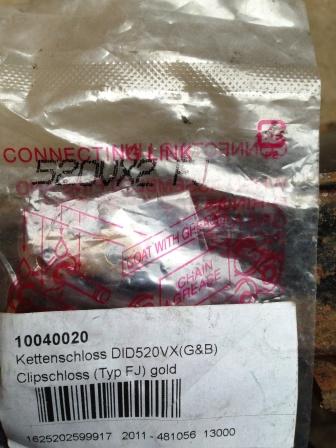 CONNECTING LINK
520VX2 FJ
COAT WITH GREASE
CHAIN
GREASE
10040020
Kettenschloss DID520VX(G&B)
Clipschloss (Typ FJ) gold
1625202599917 2011 - 481056 13000